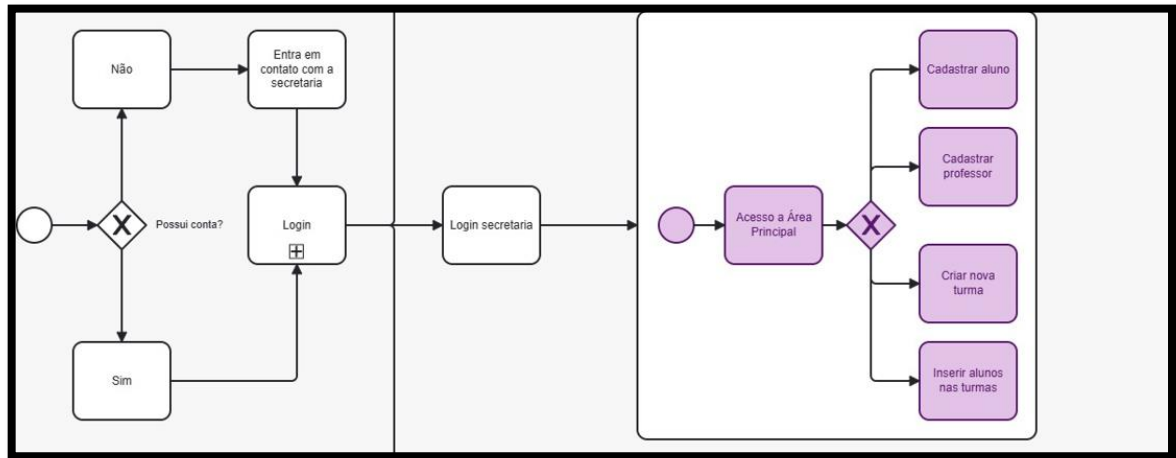 Não
Entra em
contato com a
secretaria
Possui conta?
Login
Sim
Login secretaria
Acesso a Área
Principal
Cadastrar aluno
Cadastrar
professor
Criar nova
turma
Inserir alunos
nas turmas